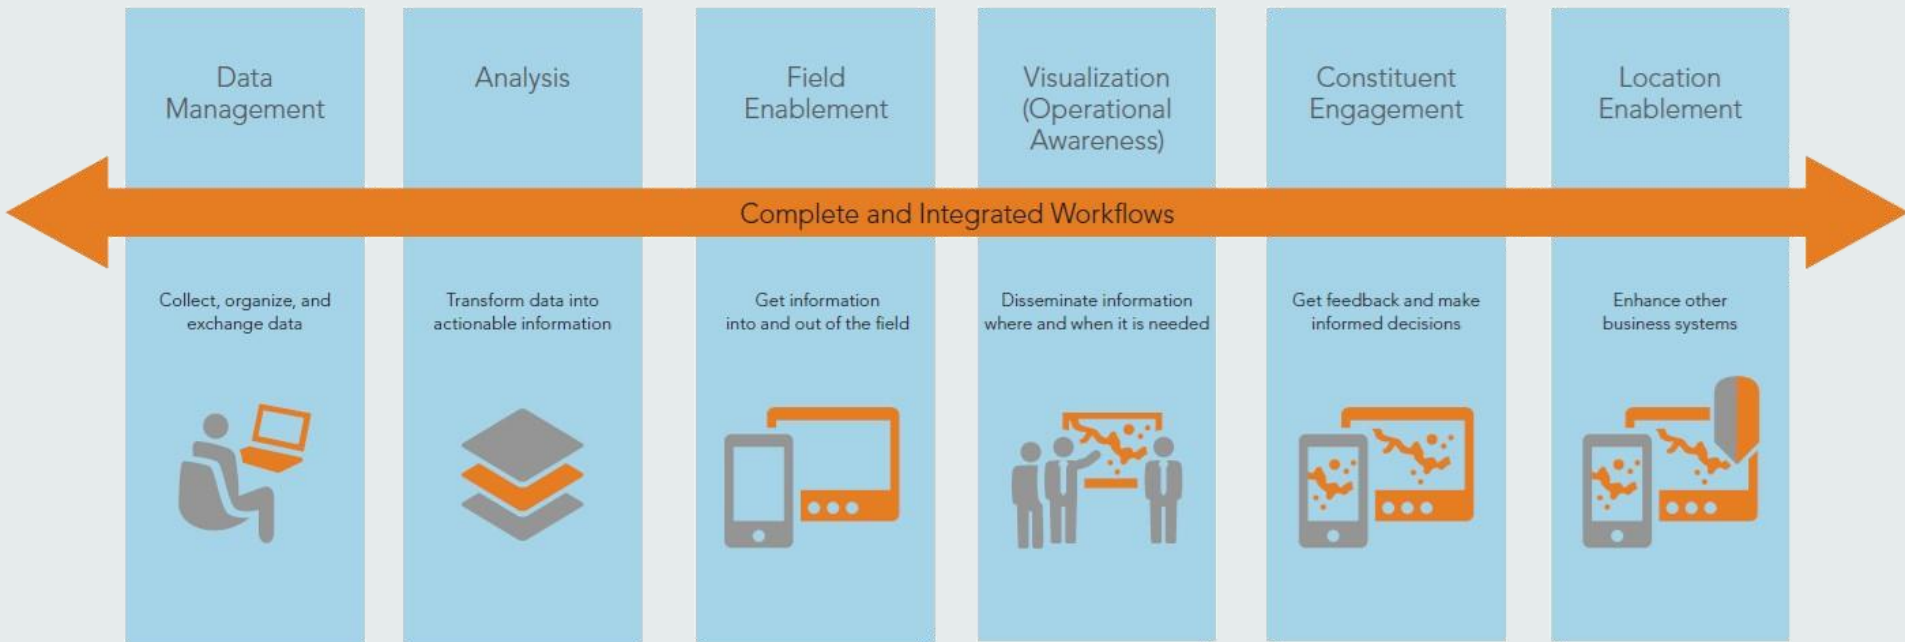 Data
Management
Analysis
Field
Enablement
Visualization
(Operational
Awareness)
Constituent
Engagement
Location
Enablement
Complete and Integrated Workflows
Collect, organize, and
exchange data
Transform data into
actionable information
Get information
into and out of the field
Disseminate information
where and when it is needed
Get feedback and make
informed decisions
Enhance other
business systems